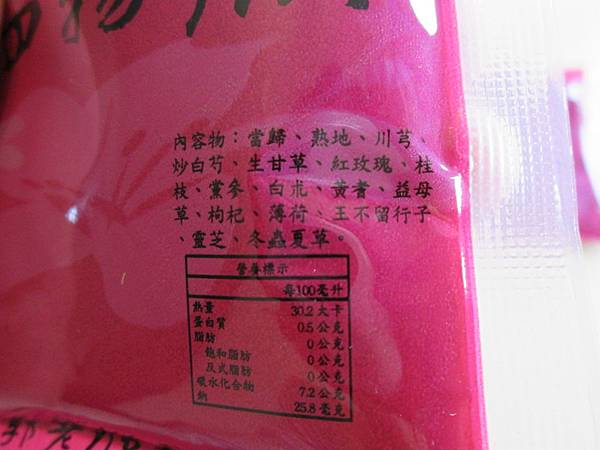 內容物：當歸、熟地、川芎、
炒白芍、生甘草、紅玫瑰、桂
枝、黨參、白朮、黃耆、益母
草、枸杞、薄荷、王不留行子
、靈芝、冬蟲夏草。
營養標示
每100毫升
熱量 30.2大卡
蛋白質 0.5公克
脂肪 0公克
飽和脂肪 0公克
反式脂肪 0公克
碳水化合物 7.2公克
鈉 25.8毫克